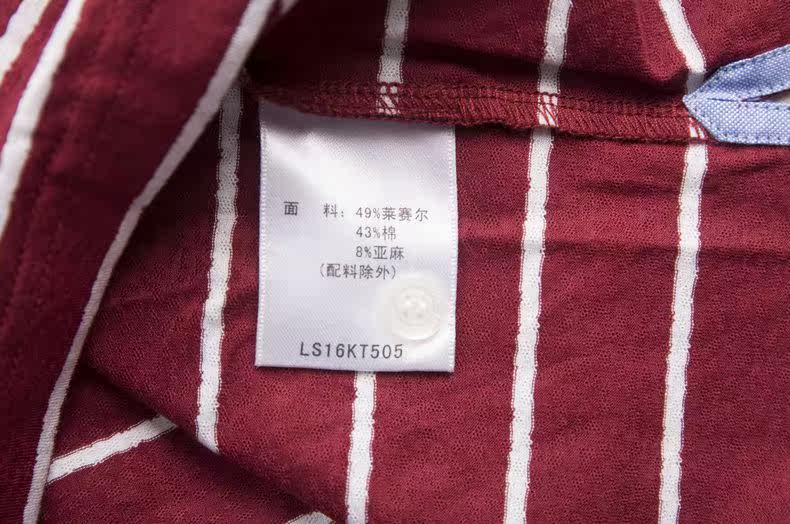 面　料：49%莱赛尔
43%棉
8%亚麻
(配料除外)
LS16KT505